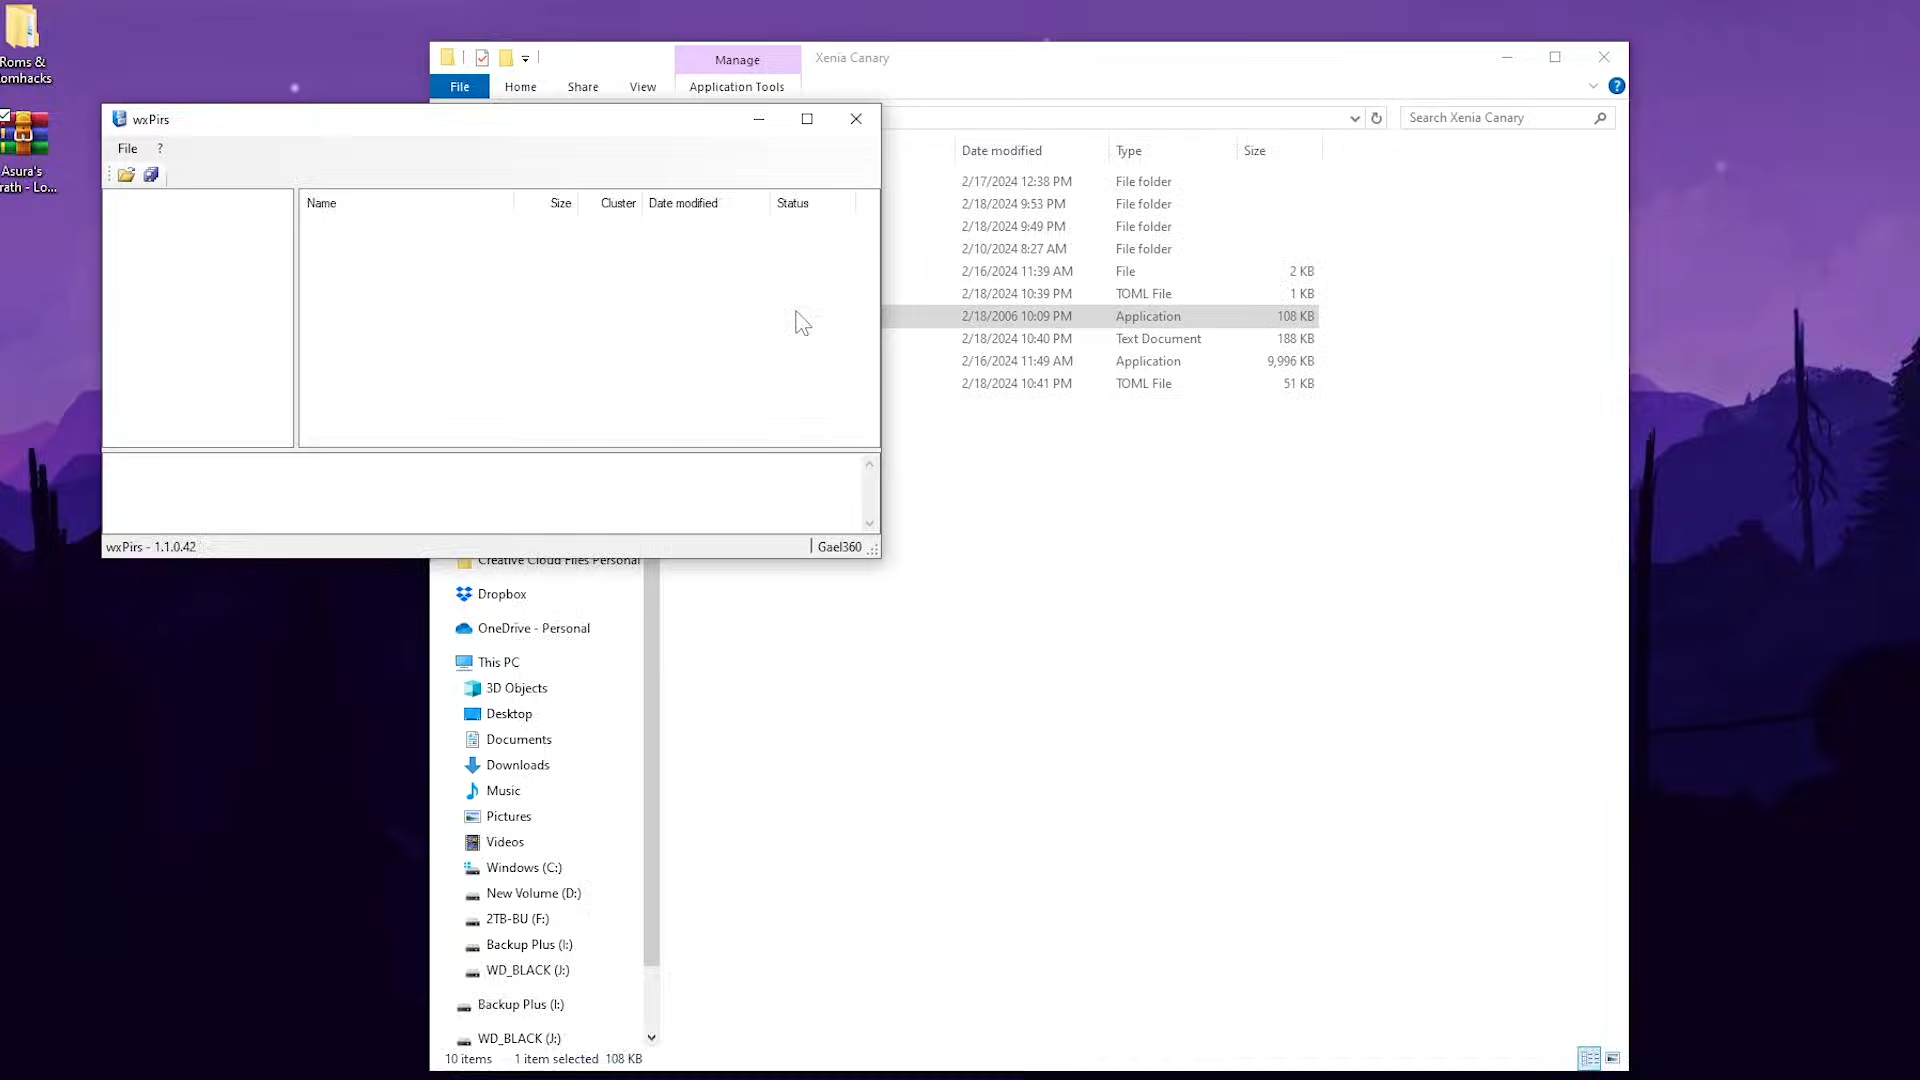 Roms &
omhacks
Asura's
rath - Lo...
Manage
Xenia Canary
File
Home
Share
View
Application Tools
Search Xenia Canary
Date modified
Type
Size
2/17/2024 12:38 PM
File folder
2/18/2024 9:53 PM
File folder
2/18/2024 9:49 PM
File folder
2/10/2024 8:27 AM
File folder
2/16/2024 11:39 AM
File
2 KB
2/18/2024 10:39 PM
TOML File
1 KB
2/18/2006 10:09 PM
Application
108 KB
2/18/2024 10:40 PM
Text Document
188 KB
2/16/2024 11:49 AM
Application
9,996 KB
2/18/2024 10:41 PM
TOML File
51 KB
wxPirs
File
?
Name
Size
Cluster
Date modified
Status
wxPirs - 1.1.0.42
Gael360
Creative Cloud Files Personal
Dropbox
OneDrive - Personal
This PC
3D Objects
Desktop
Documents
Downloads
Music
Pictures
Videos
Windows (C:)
New Volume (D:)
2TB-BU (F:)
Backup Plus (I:)
WD_BLACK (J:)
Backup Plus (I:)
WD_BLACK (J:)
10 items
1 item selected 108 KB